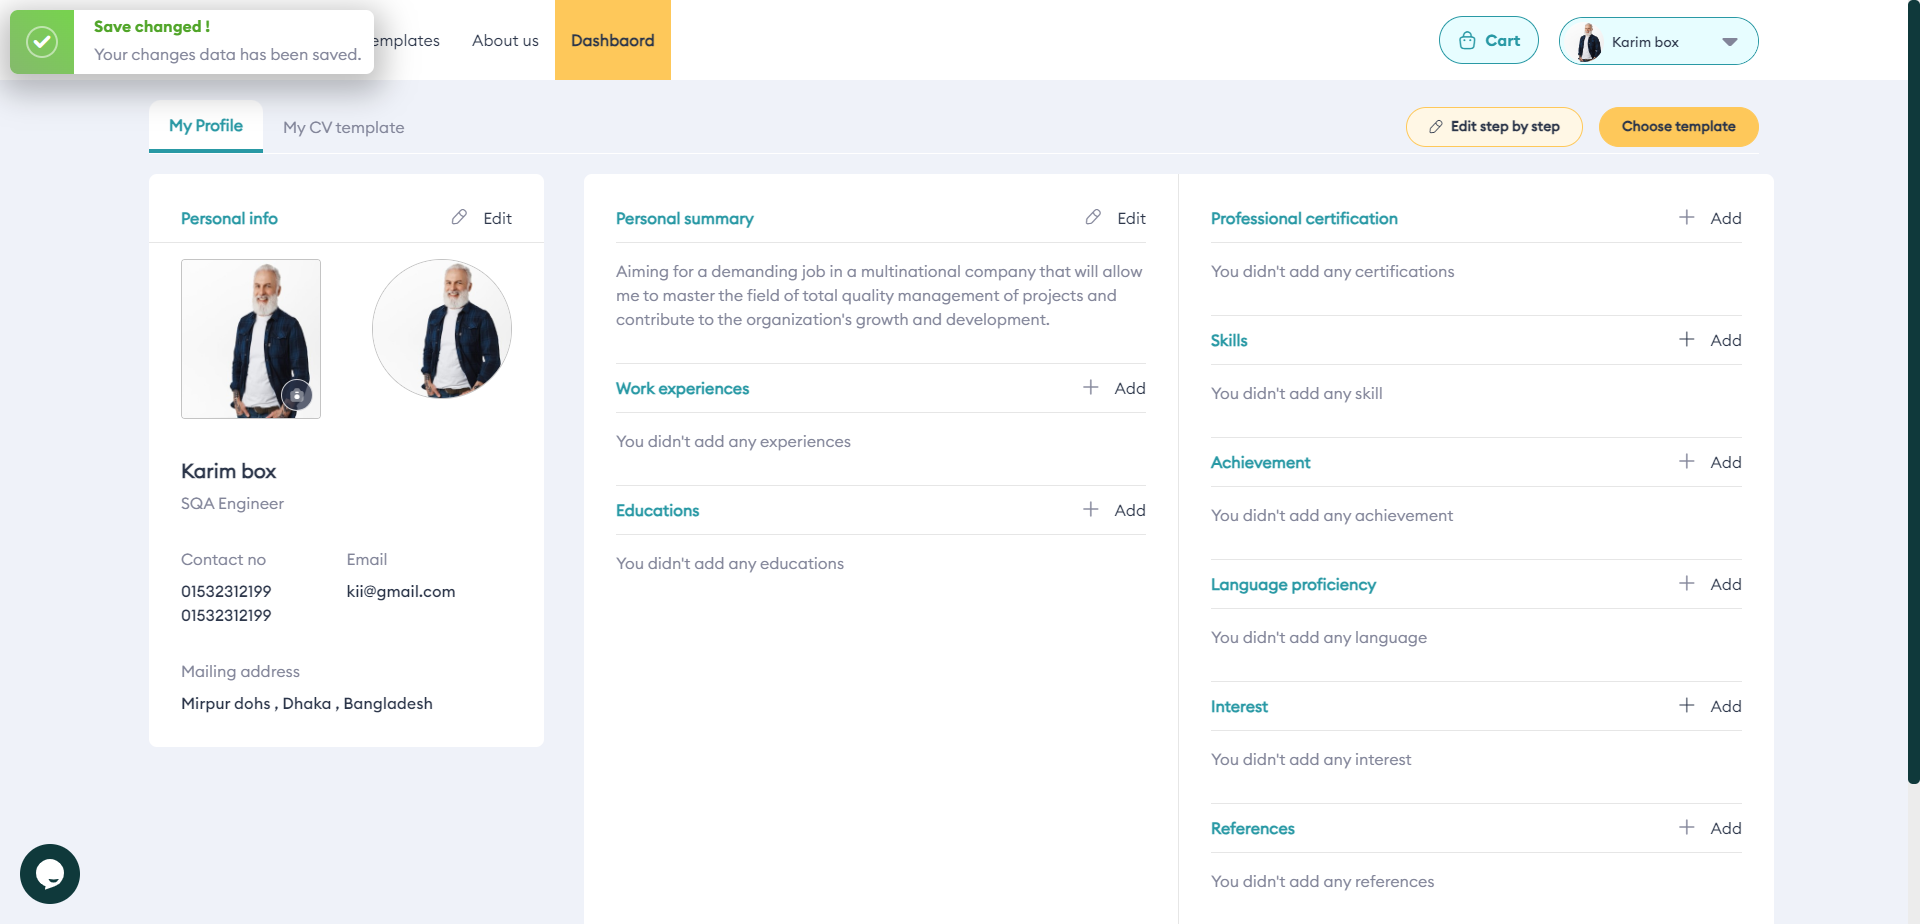 Save changed !
Your changes data has been saved.
About us
Dashbaord
Cart
Karim box
My Profile
My CV template
Edit step by step
Choose template
Personal info
Edit
Karim box
SQA Engineer
Contact no
Email
01532312199
kii@gmail.com
01532312199
Mailing address
Mirpur dohs , Dhaka , Bangladesh
Personal summary
Edit
Aiming for a demanding job in a multinational company that will allow
me to master the field of total quality management of projects and
contribute to the organization's growth and development.
Work experiences
Add
You didn't add any experiences
Educations
Add
You didn't add any educations
Professional certification
Add
You didn't add any certifications
Skills
Add
You didn't add any skill
Achievement
Add
You didn't add any achievement
Language proficiency
Add
You didn't add any language
Interest
Add
You didn't add any interest
References
Add
You didn't add any references